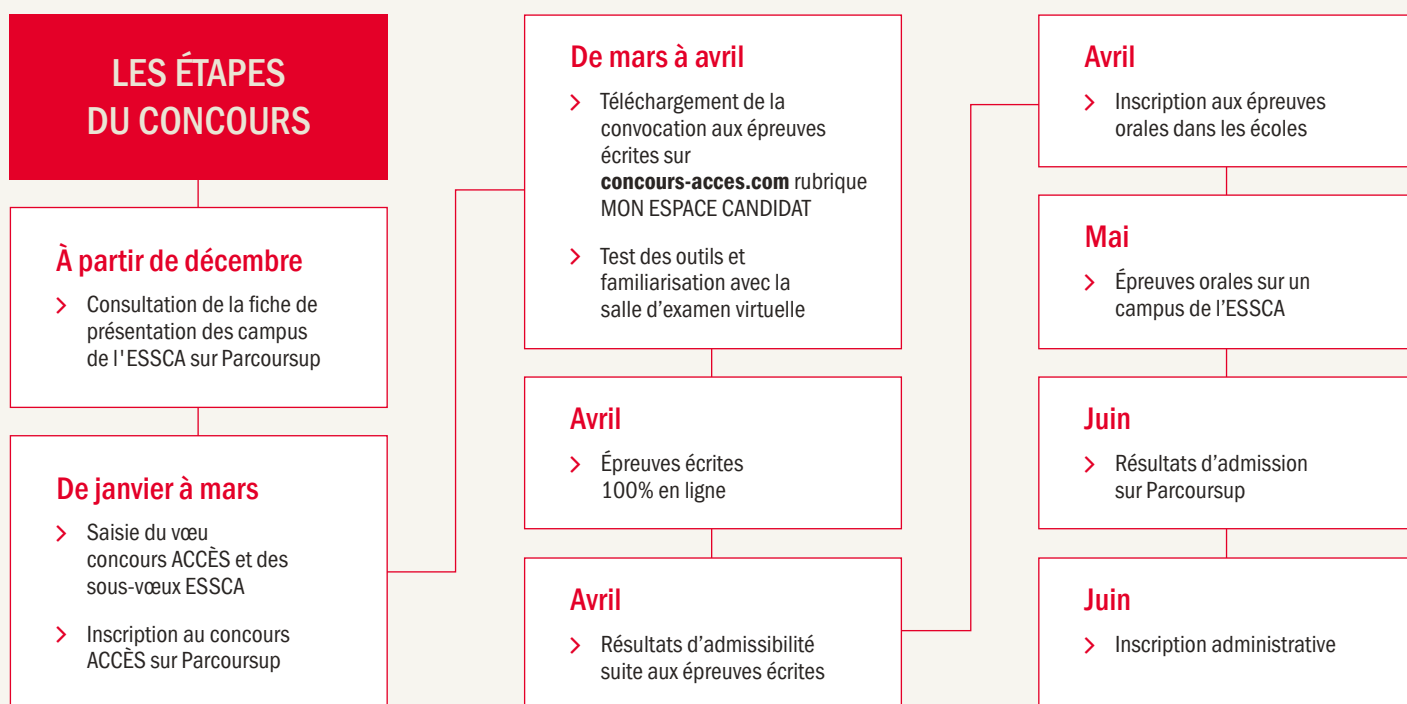 LES ÉTAPES
DU CONCOURS
À partir de décembre
> Consultation de la fiche de
présentation des campus
de l'ESSCA sur Parcoursup
De janvier à mars
> Saisie du vœu
concours ACCÈS et des
sous-vœux ESSCA
> Inscription au concours
ACCÈS sur Parcoursup
De mars à avril
> Téléchargement de la
convocation aux épreuves
écrites sur
concours-acces.com rubrique
MON ESPACE CANDIDAT
> Test des outils et
familiarisation avec la
salle d’examen virtuelle
Avril
> Épreuves écrites
100% en ligne
Avril
> Résultats d’admissibilité
suite aux épreuves écrites
Avril
> Inscription aux épreuves
orales dans les écoles
Mai
> Épreuves orales sur un
campus de l’ESSCA
Juin
> Résultats d’admission
sur Parcoursup
Juin
> Inscription administrative